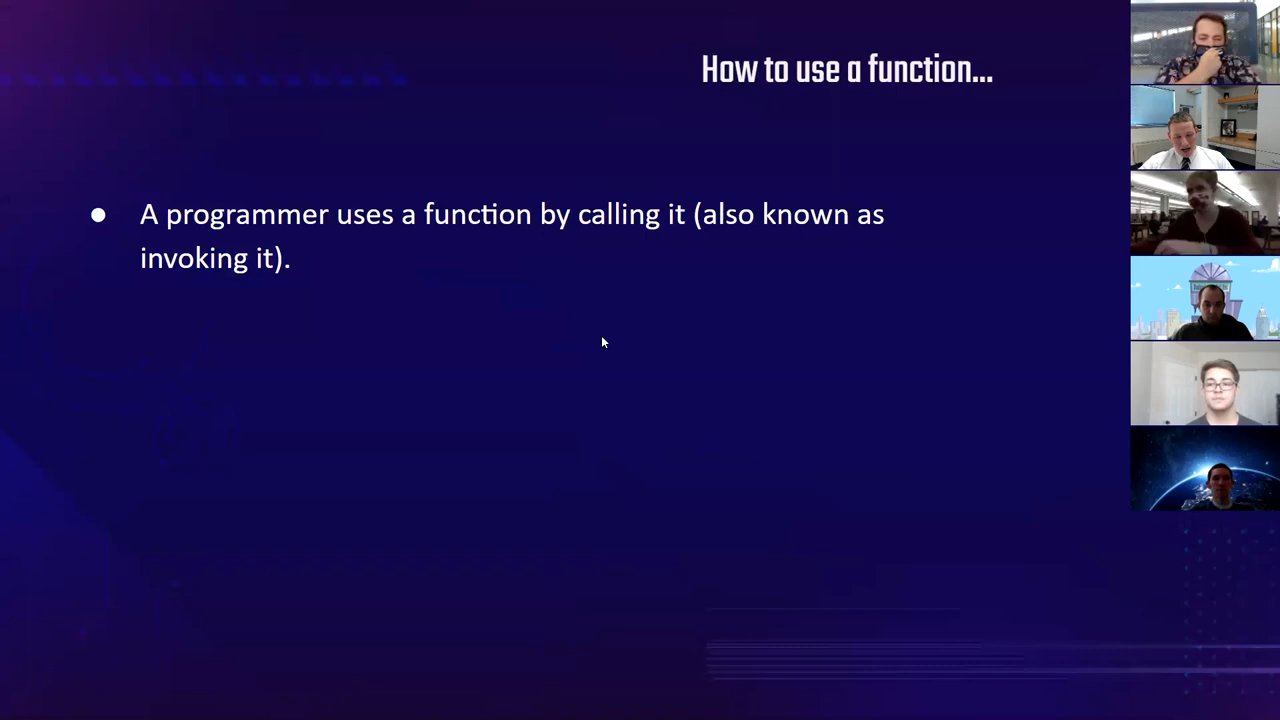 How to use a function...
● A programmer uses a function by calling it (also known as
invoking it).